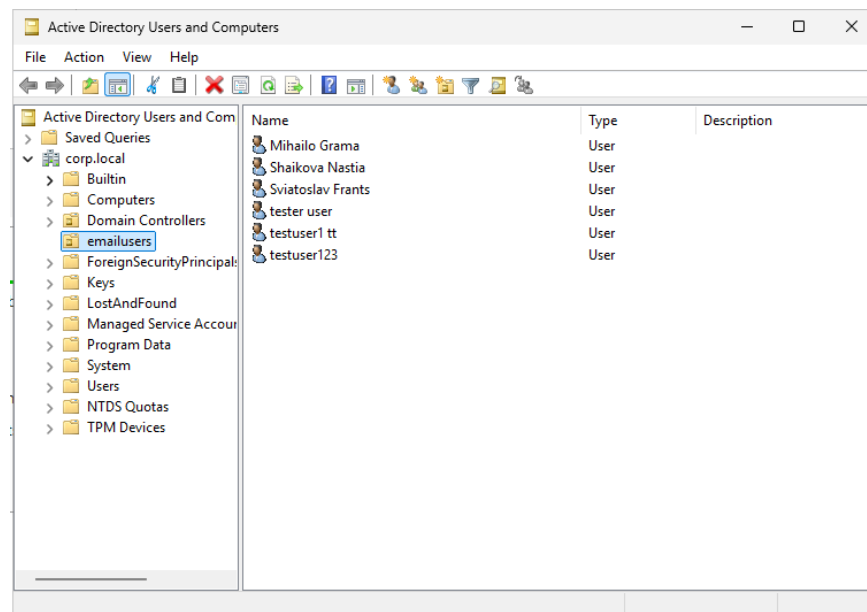 Active Directory Users and Computers
File Action View Help
Active Directory Users and Com
Saved Queries
corp.local
Builtin
Computers
Domain Controllers
emailusers
ForeignSecurityPrincipals
Keys
LostAndFound
Managed Service Accour
Program Data
System
Users
NTDS Quotas
TPM Devices
Name Type Description
Mihailo Grama User
Shaikova Nastia User
Sviatoslav Frants User
tester user User
testuser1 tt User
testuser123 User